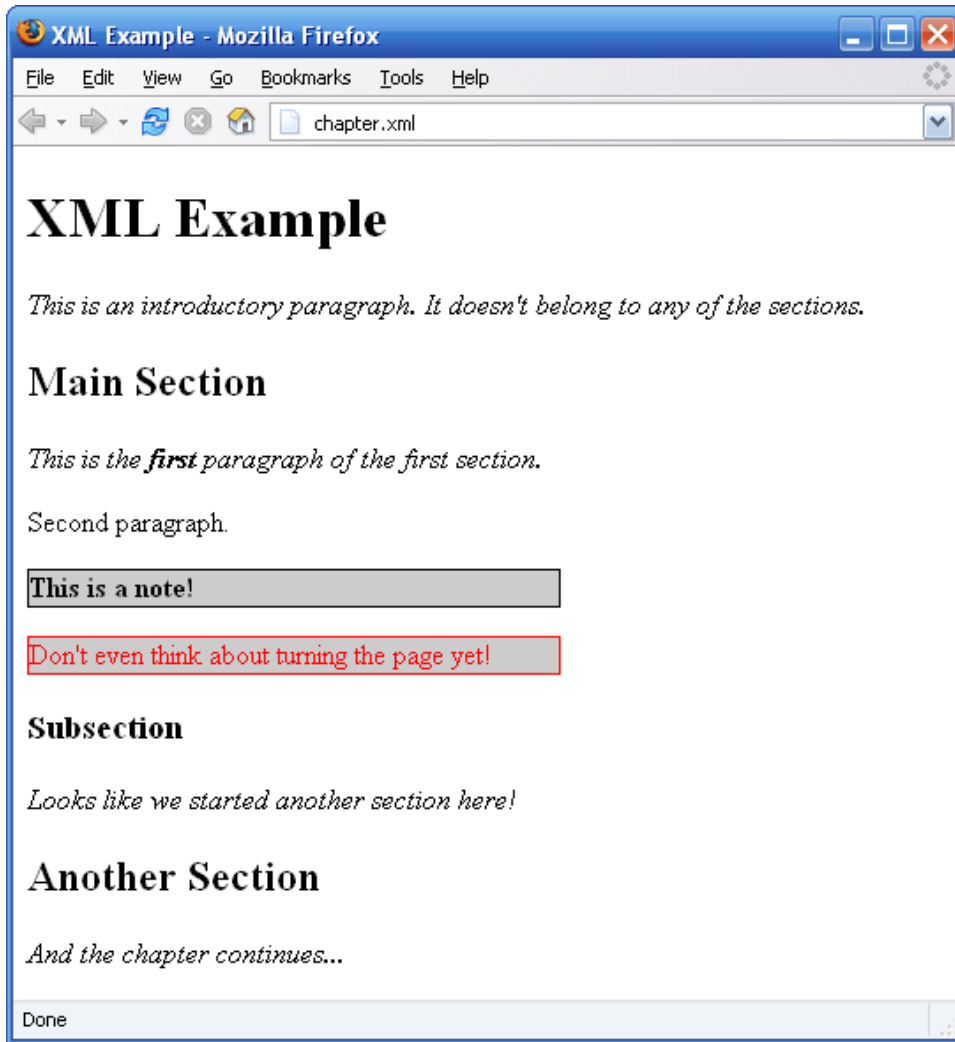 XML Example - Mozilla Firefox
File Edit View Go Bookmarks Tools Help
chapter.xml
XML Example
This is an introductory paragraph. It doesn't belong to any of the sections.
Main Section
This is the first paragraph of the first section.
Second paragraph.
This is a note!
Don't even think about turning the page yet!
Subsection
Looks like we started another section here!
Another Section
And the chapter continues...
Done